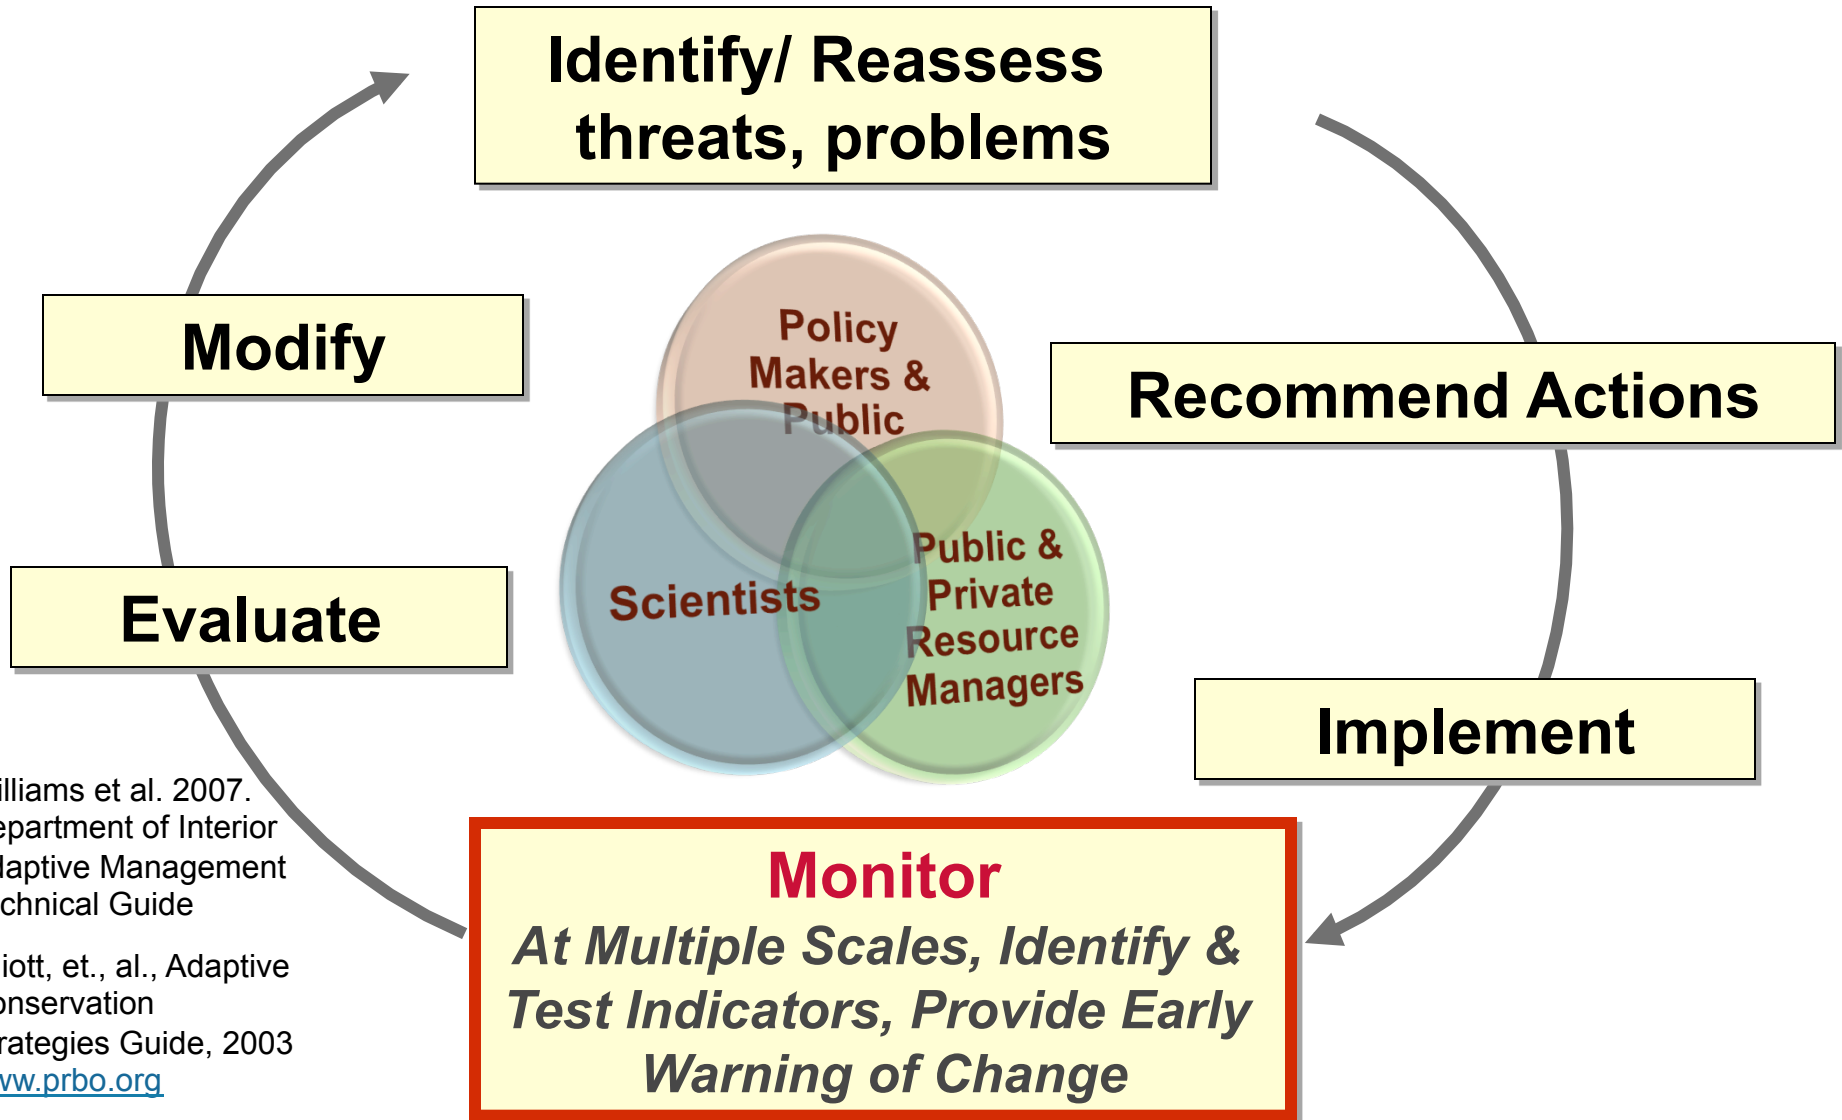 Identify/ Reassess
threats, problems
Modify
Policy
Makers &
Public
Recommend Actions
Evaluate
Scientists
Public &
Private
Resource
Managers
Implement
illiams et al. 2007.
epartment of Interior
daptive Management
echnical Guide
iott, et., al., Adaptive
onservation
rategies Guide, 2003
ww.prbo.org
Monitor
At Multiple Scales, Identify &
Test Indicators, Provide Early
Warning of Change